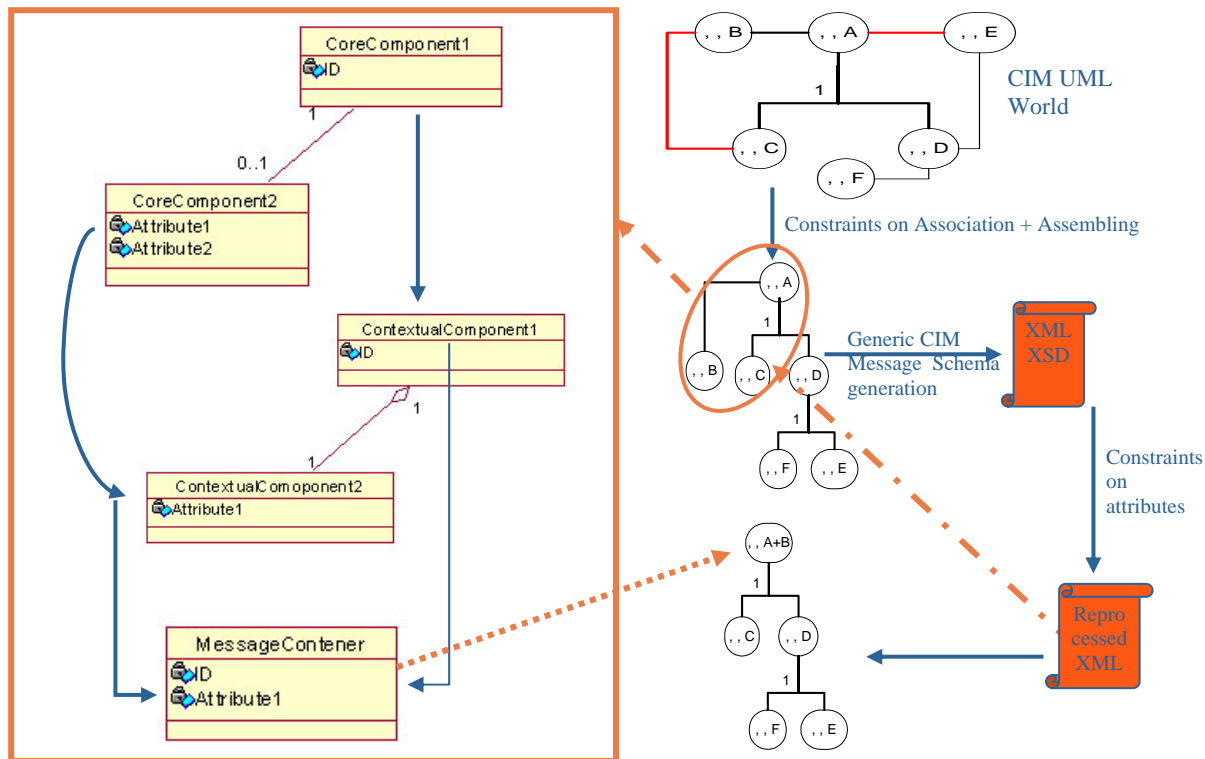 CoreComponent1
ID
1
0..1
CoreComponent2
Attribute1
Attribute2
ContextualComponent1
ID
1
1
ContextualComoponent2
Attribute1
MessageContener
ID
Attribute1
, , B
, , A
, , E
1
, , C
, , D
, , F
CIM UML
World
Constraints on Association + Assembling
, , A
1
, , B
, , C
, , D
1
, , F
, , E
Generic CIM
Message Schema
generation
XML
XSD
Constraints
on
attributes
Repro
cessed
XML
, , A+B
1
, , C
, , D
1
, , F
, , E